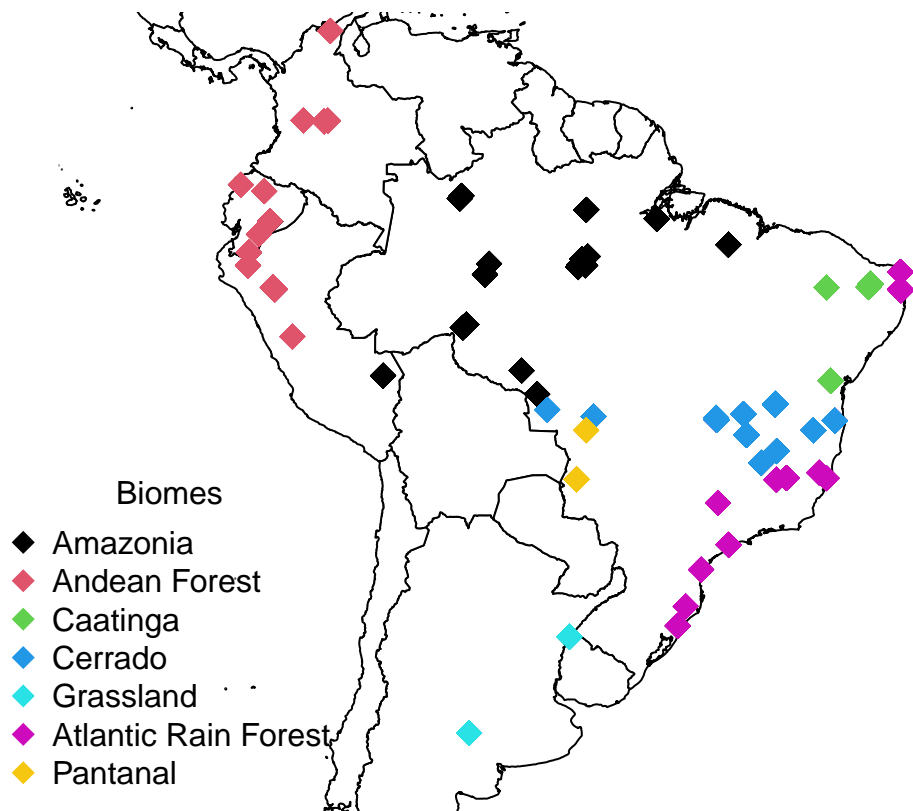 Biomes
Amazonia
Andean Forest
Caatinga
Cerrado
Grassland
Atlantic Rain Forest
Pantanal